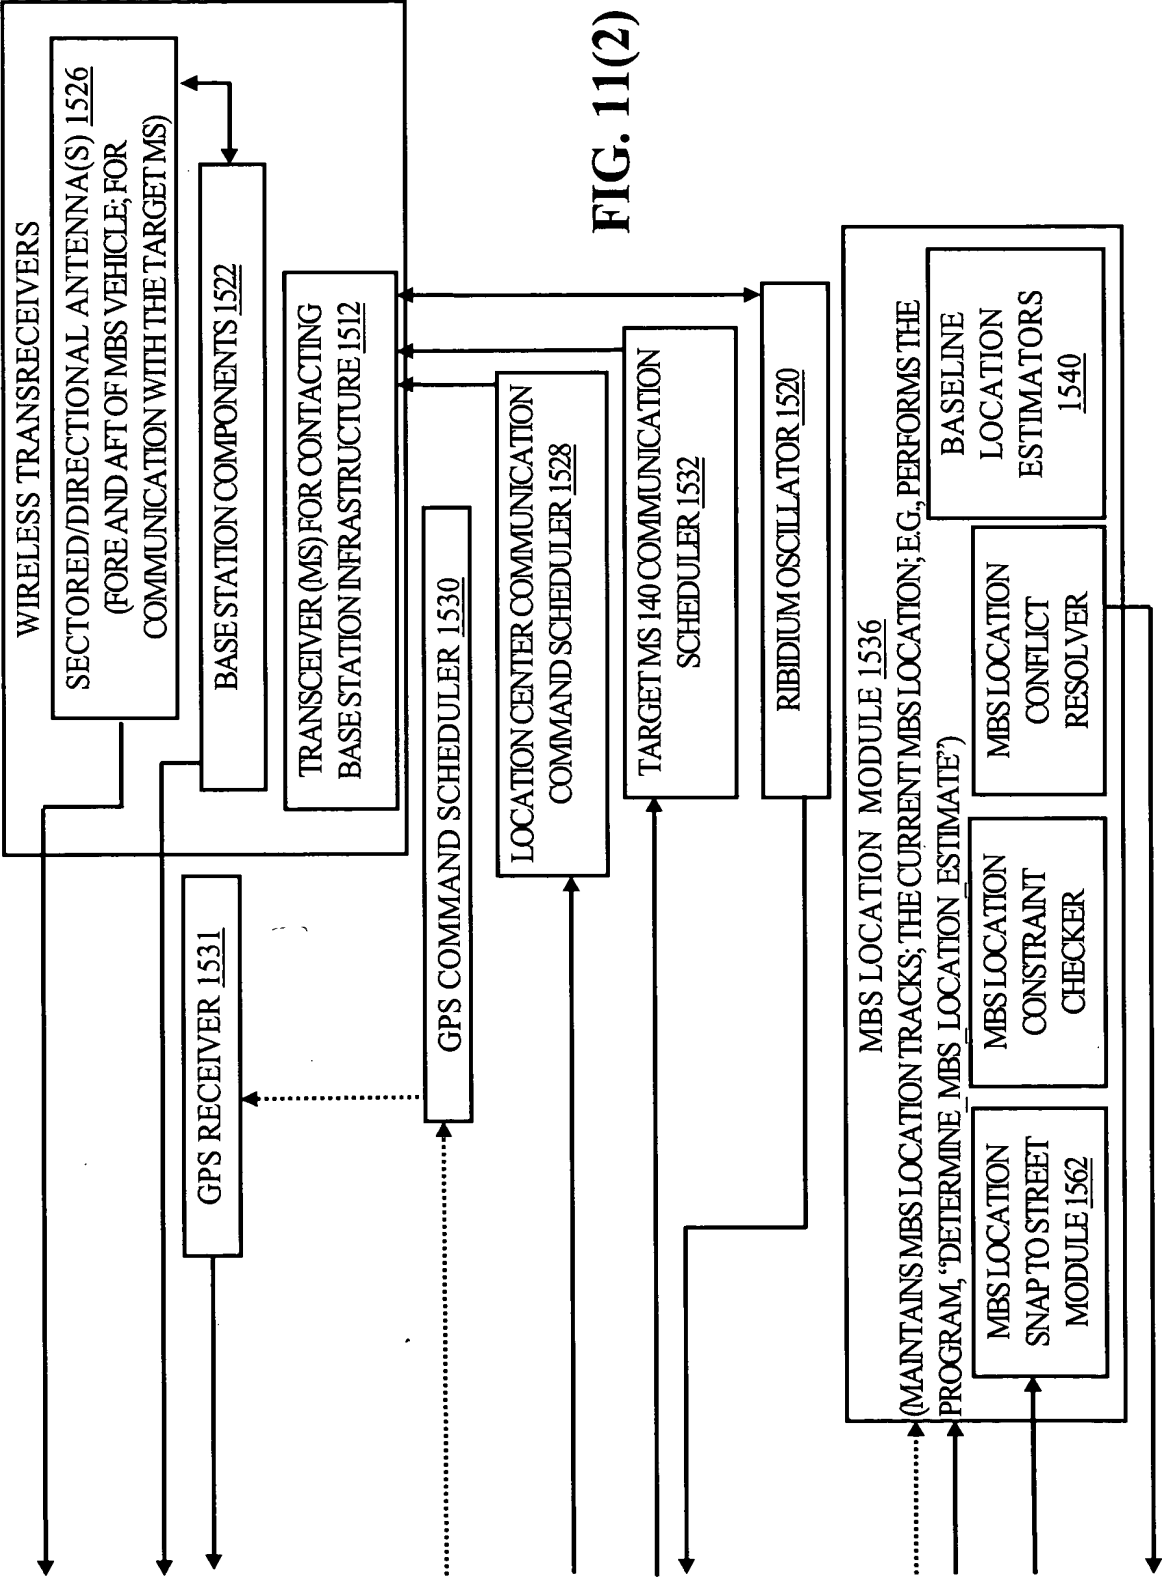 WIRELESS TRANSRECEIVERS
SECTORED/DIRECTIONAL ANTENNA(S) 1526
(FORE AND AFT OF MBS VEHICLE; FOR
COMMUNICATION WITH THE TARGET MS)
BASE STATION COMPONENTS 1522
TRANSCEIVER (MS) FOR CONTACTING
BASE STATION INFRASTRUCTURE 1512
GPS RECEIVER 1531
GPS COMMAND SCHEDULER 1530
LOCATION CENTER COMMUNICATION
COMMAND SCHEDULER 1528
FIG. 11(2)
TARGET MS 140 COMMUNICATION
SCHEDULER 1532
RIBIDIUM OSCILLATOR 1520
MBS LOCATION MODULE 1536
(MAINTAINS MBS LOCATION TRACKS; THE CURRENT MBS LOCATION; E.G., PERFORMS THE
PROGRAM, “DETERMINE_MBS_LOCATION_ESTIMATE”)
MBS LOCATION
SNAP TO STREET
MODULE 1562
MBS LOCATION
CONSTRAINT
CHECKER
MBS LOCATION
CONFLICT
RESOLVER
BASELINE
LOCATION
ESTIMATORS
1540